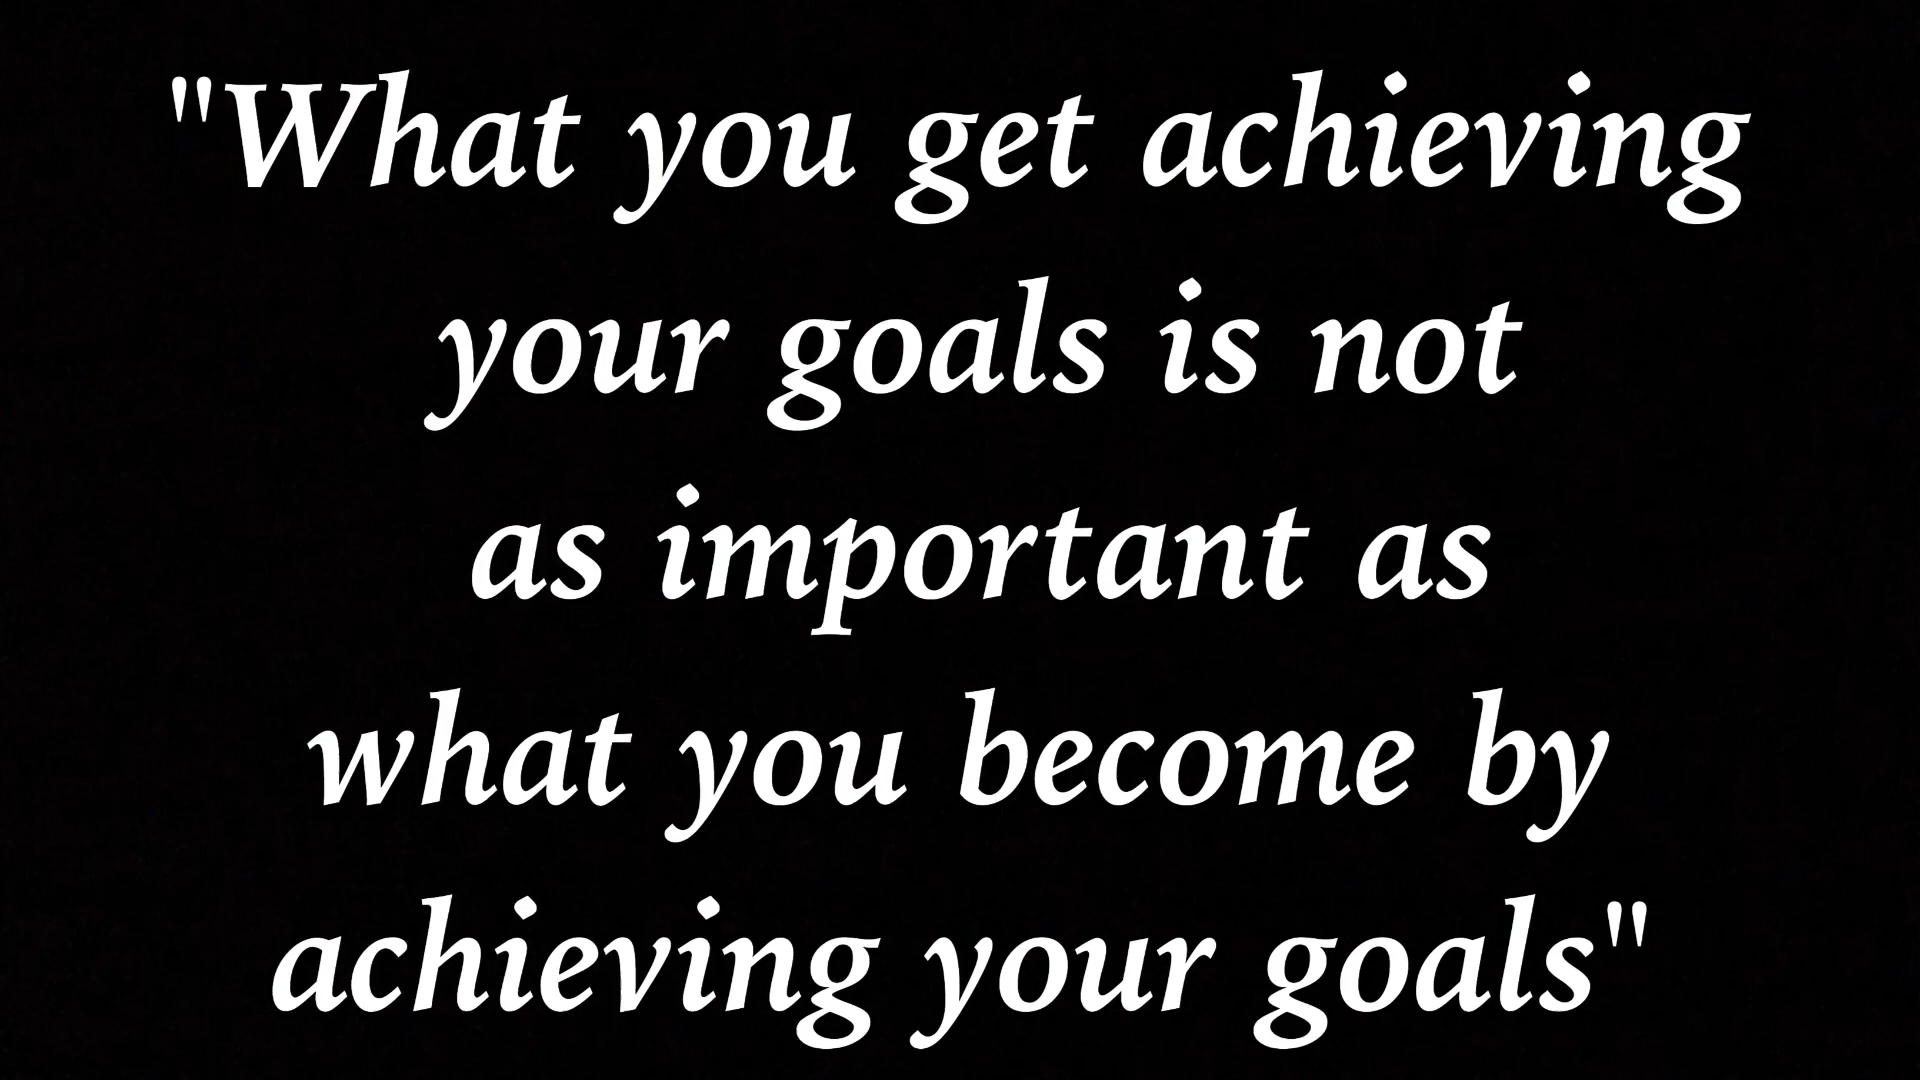 "What you get achieving
your goals is not
as important as
what you become by
achieving your goals"